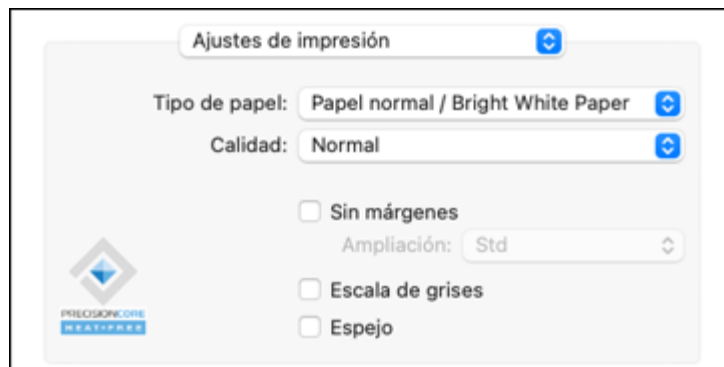 Ajustes de impresión
Tipo de papel: Papel normal / Bright White Paper
Calidad: Normal
Sin márgenes
Ampliación: Std
Escala de grises
PRECISIONCORE
HEAT-FREE
Espejo